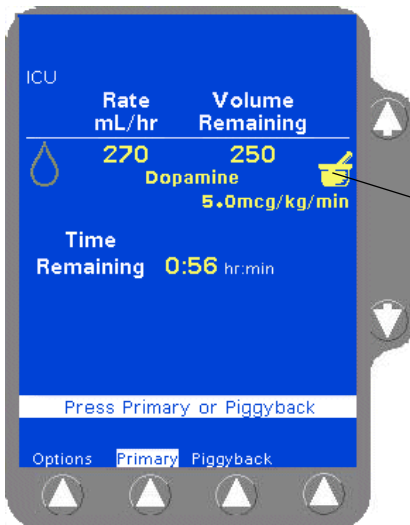 ICU
Rate Volume
mL/hr Remaining
270 250
Dopamine
5.0mcg/kg/min
Time
Remaining 0:56 hr:min
Press Primary or Piggyback
Options Primary Piggyback